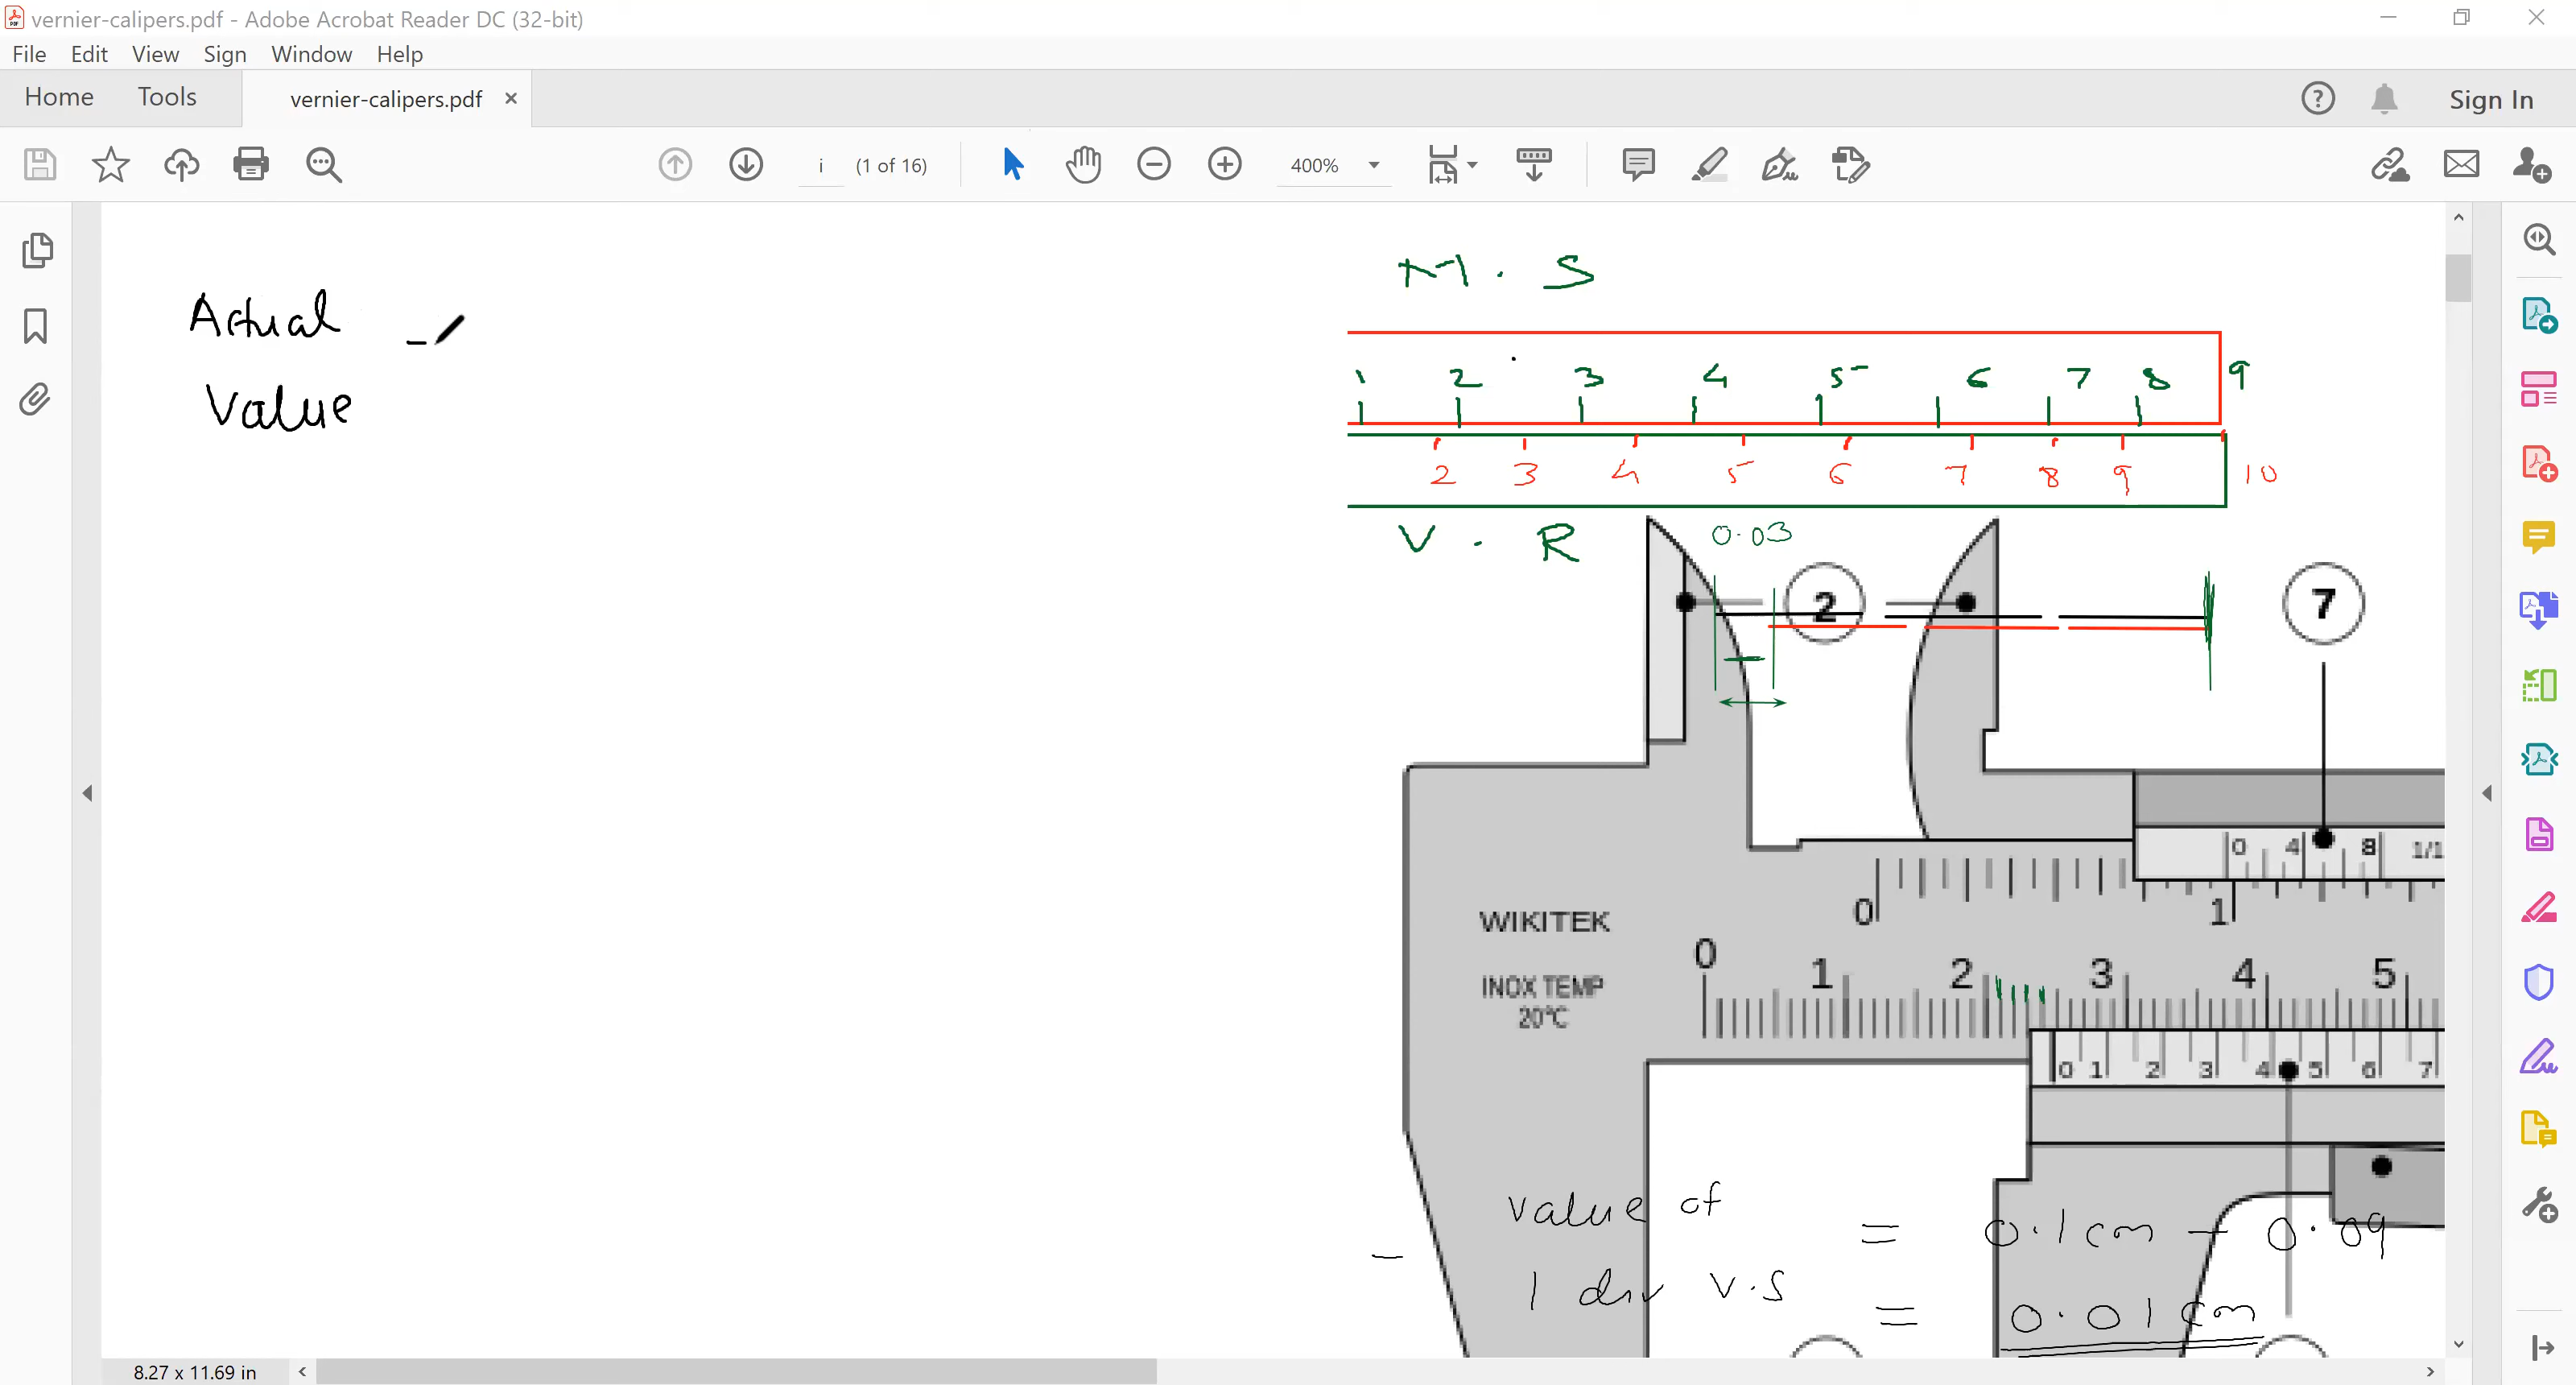 vernier-calipers.pdf - Adobe Acrobat Reader DC (32-bit)
File Edit View Sign Window Help
Home Tools vernier-calipers.pdf × Sign In
i (1 of 16) 400%
Actual -
Value
M . S
1 2 3 4 5 6 7 8 9
2 3 4 5 6 7 8 9 10
V . R
0.03
2
7
0 4 8 1/1
0 1
WIKITEK
INOX TEMP
20°C
0 1 2 3 4 5
0 1 2 3 4 5 6 7
- value of
1 div V.S
= 0.1 cm - 0.09
= 0.01 cm
8.27 x 11.69 in